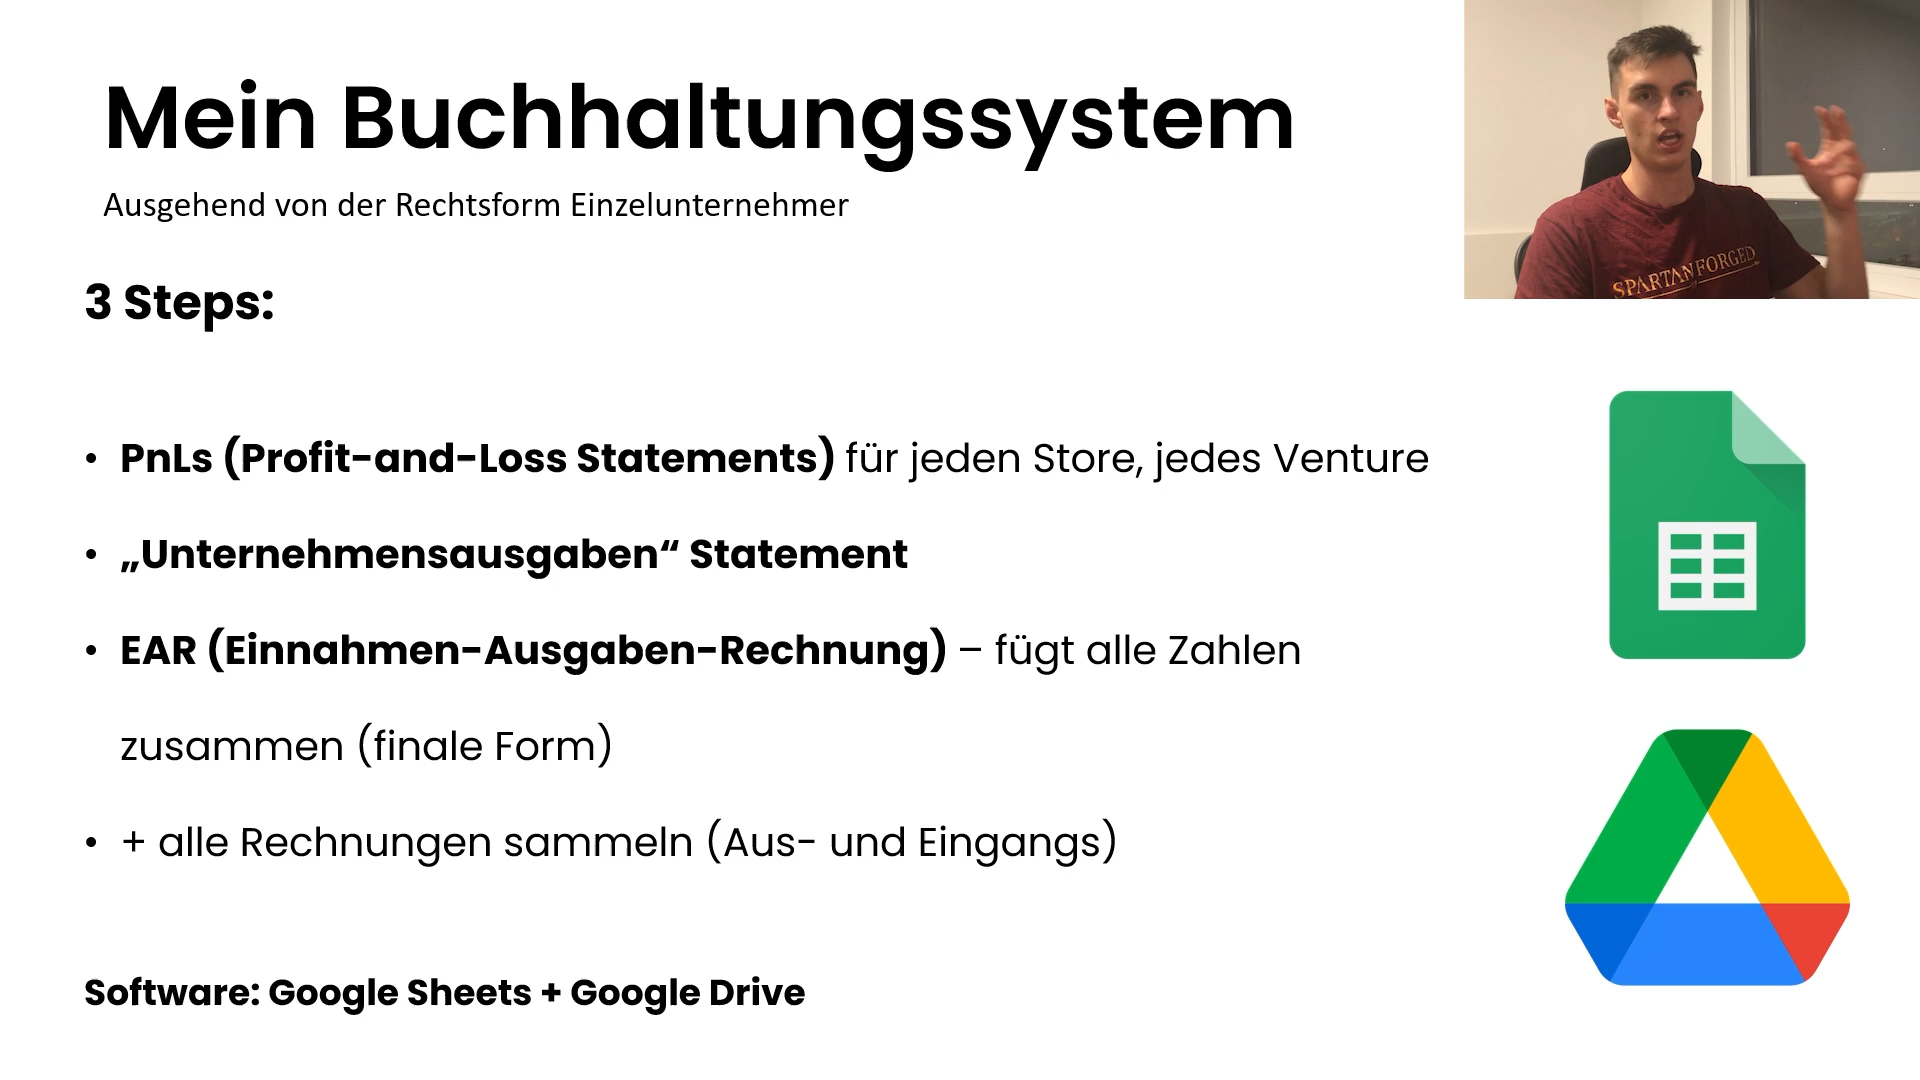 Mein Buchhaltungssystem
Ausgehend von der Rechtsform Einzelunternehmer
3 Steps:
• PnLs (Profit-and-Loss Statements) für jeden Store, jedes Venture
• „Unternehmensausgaben“ Statement
• EAR (Einnahmen-Ausgaben-Rechnung) – fügt alle Zahlen
zusammen (finale Form)
• + alle Rechnungen sammeln (Aus- und Eingangs)
Software: Google Sheets + Google Drive
SPARTAN FORGED